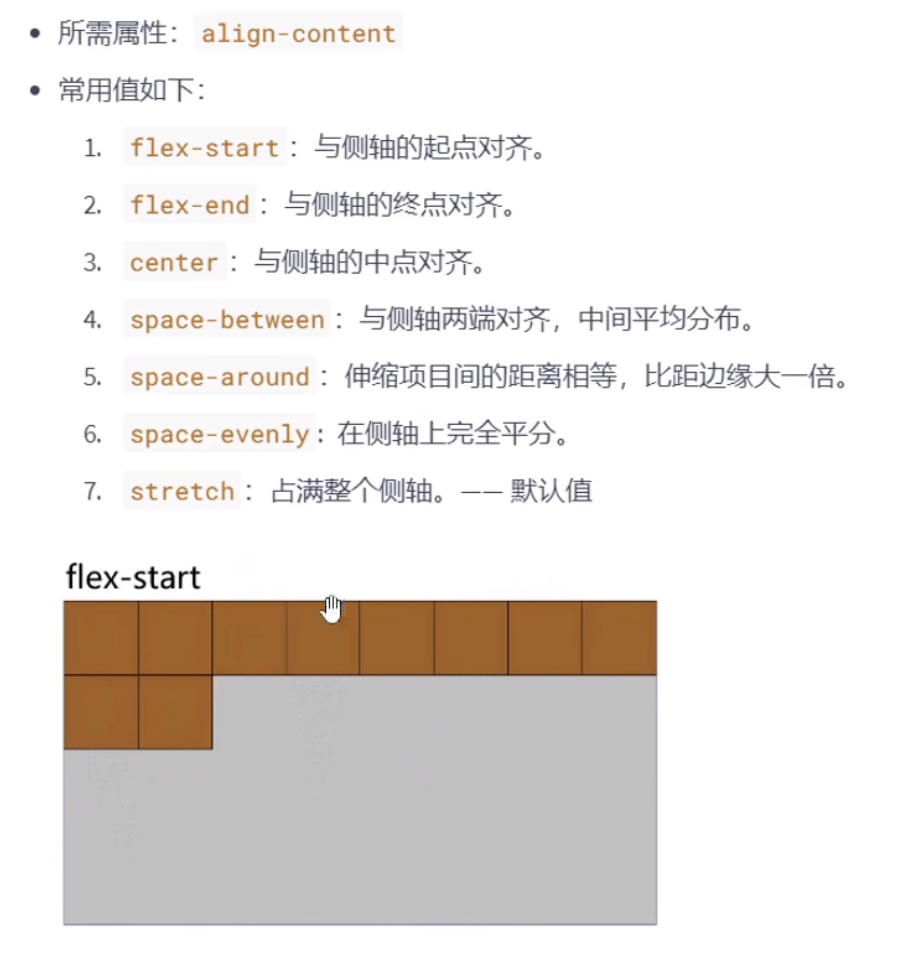 • 所需属性：align-content
• 常用值如下：
1. flex-start：与侧轴的起点对齐。
2. flex-end：与侧轴的终点对齐。
3. center：与侧轴的中点对齐。
4. space-between：与侧轴两端对齐，中间平均分布。
5. space-around：伸缩项目间的距离相等，比距边缘大一倍。
6. space-evenly：在侧轴上完全平分。
7. stretch：占满整个侧轴。—— 默认值
flex-start